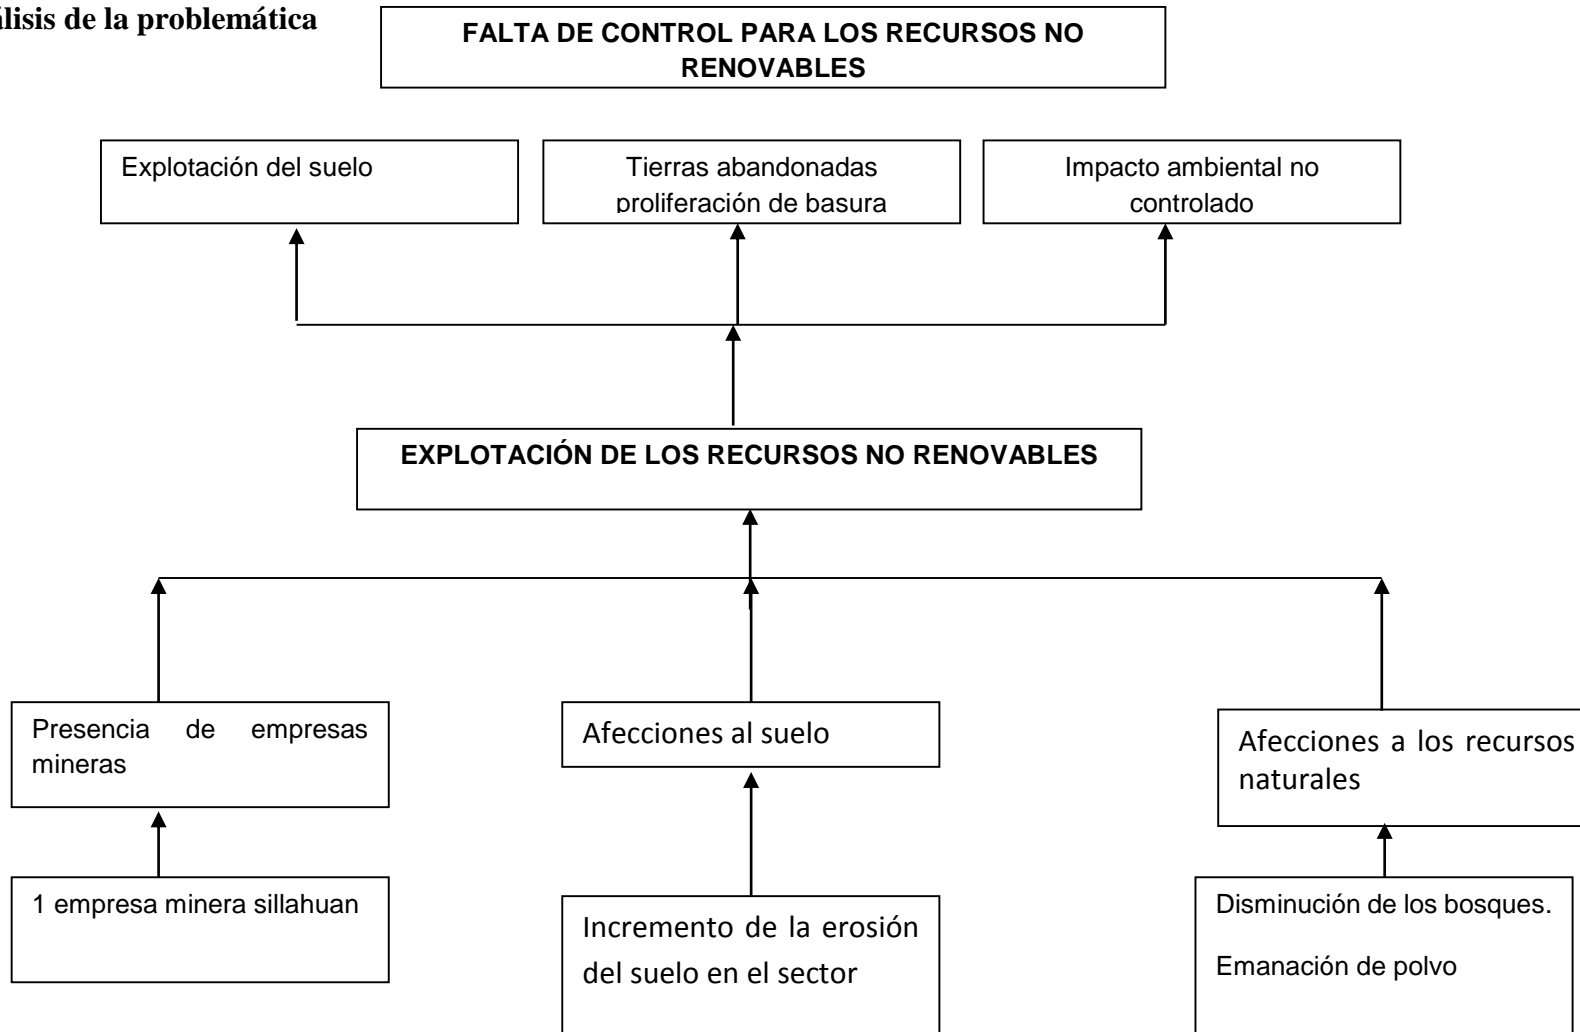 álisis de la problemática
FALTA DE CONTROL PARA LOS RECURSOS NO
RENOVABLES
Explotación del suelo
Tierras abandonadas
proliferación de basura
Impacto ambiental no
controlado
EXPLOTACIÓN DE LOS RECURSOS NO RENOVABLES
Presencia de empresas
mineras
Afecciones al suelo
Afecciones a los recursos
naturales
1 empresa minera sillahuan
Incremento de la erosión
del suelo en el sector
Disminución de los bosques.
Emanación de polvo